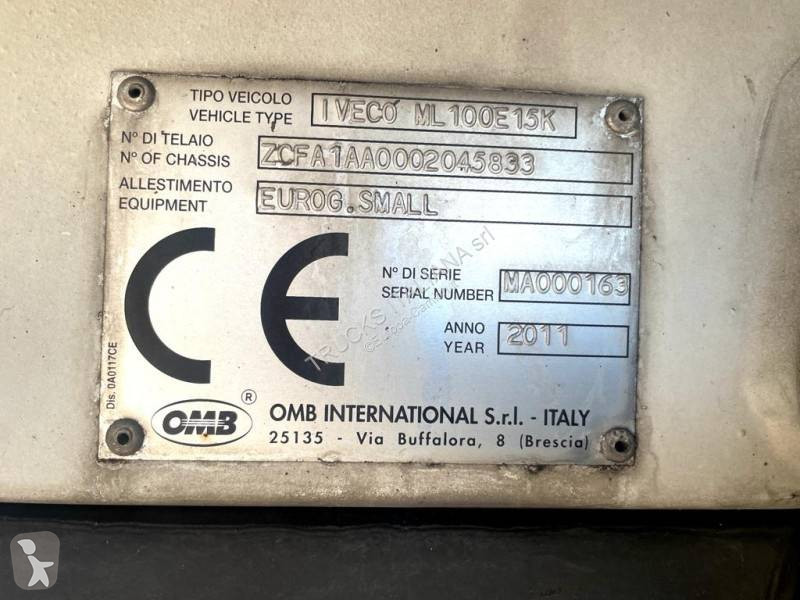 TIPO VEICOLO
VEHICLE TYPE IVECO ML100E15K
N° DI TELAIO
N° OF CHASSIS ZCFA1AA0002045833
ALLESTIMENTO
EQUIPMENT EUROG.SMALL
CE
N° DI SERIE
SERIAL NUMBER MA000163
ANNO
YEAR 2011
Dis. 0A0117CE
OMB ® OMB INTERNATIONAL S.r.l. - ITALY
25135 - Via Buffalora, 8 (Brescia)